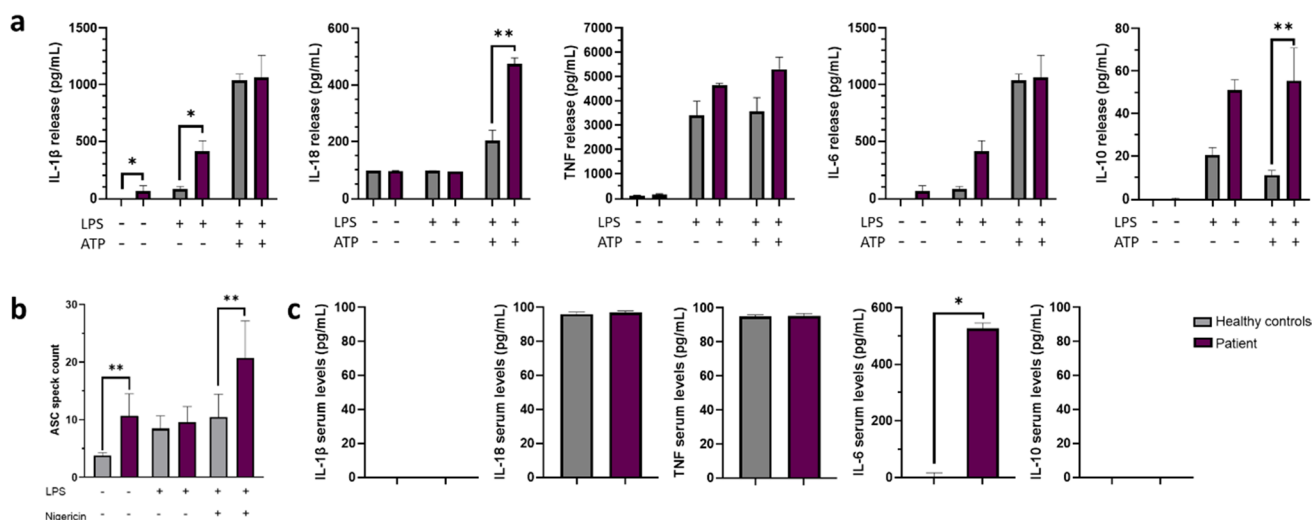 a
IL-1β release (pg/mL)
1500
1000
500
0
*
*
LPS - - + + + +
ATP - - - - + +
IL-18 release (pg/mL)
600
400
200
0
**
- - + + + +
- - - - + +
TNF release (pg/mL)
7000
6000
5000
4000
3000
2000
1000
0
- - + + + +
- - - - + +
IL-6 release (pg/mL)
1500
1000
500
0
- - + + + +
- - - - + +
IL-10 release (pg/mL)
80
60
40
20
0
**
LPS - - + + + +
ATP - - - - + +
b
ASC speck count
30
20
10
0
**
**
LPS - - + + + +
Nigericin - - - - + +
c
IL-1β serum levels (pg/mL)
100
80
60
40
20
0
IL-18 serum levels (pg/mL)
100
80
60
40
20
0
TNF serum levels (pg/mL)
100
80
60
40
20
0
IL-6 serum levels (pg/mL)
600
400
200
0
*
IL-10 serum levels (pg/mL)
100
80
60
40
20
0
Healthy controls
Patient